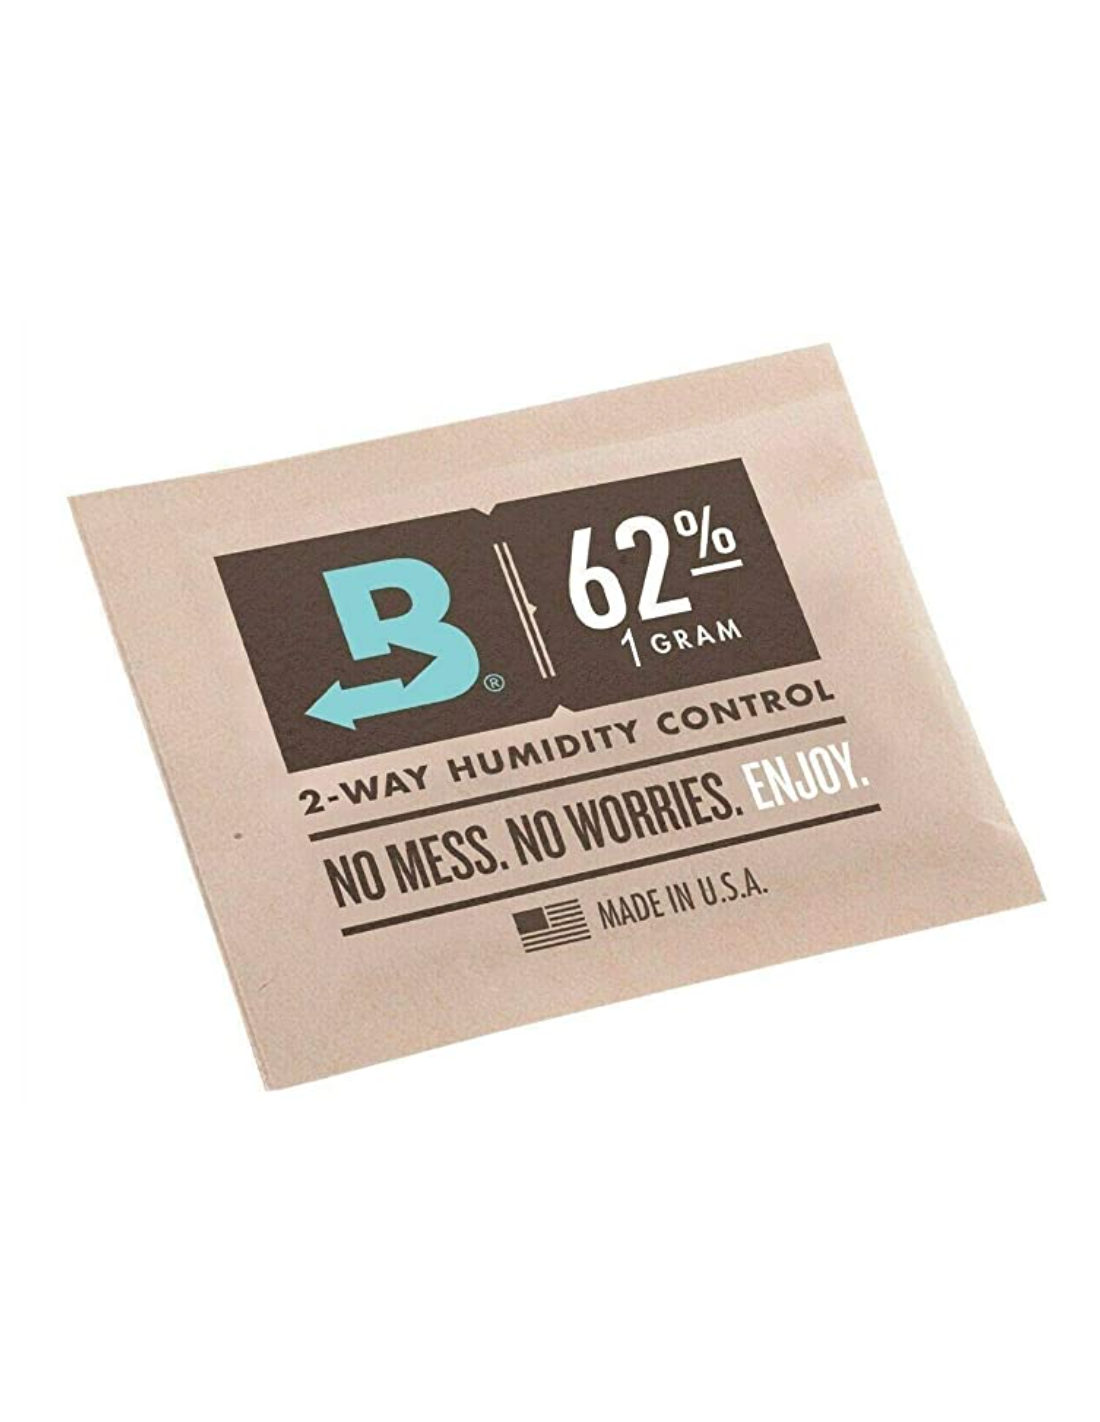 B®
62%
1 GRAM
2-WAY HUMIDITY CONTROL
NO MESS. NO WORRIES. ENJOY.
MADE IN U.S.A.